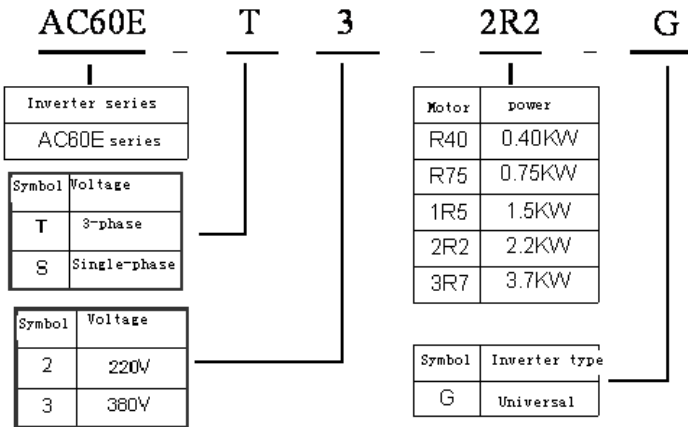 AC60E - T 3 - 2R2 - G
Inverter series
AC60E series
Symbol Voltage
T 3-phase
S Single-phase
Symbol Voltage
2 220V
3 380V
Motor power
R40 0.40KW
R75 0.75KW
1R5 1.5KW
2R2 2.2KW
3R7 3.7KW
Symbol Inverter type
G Universal